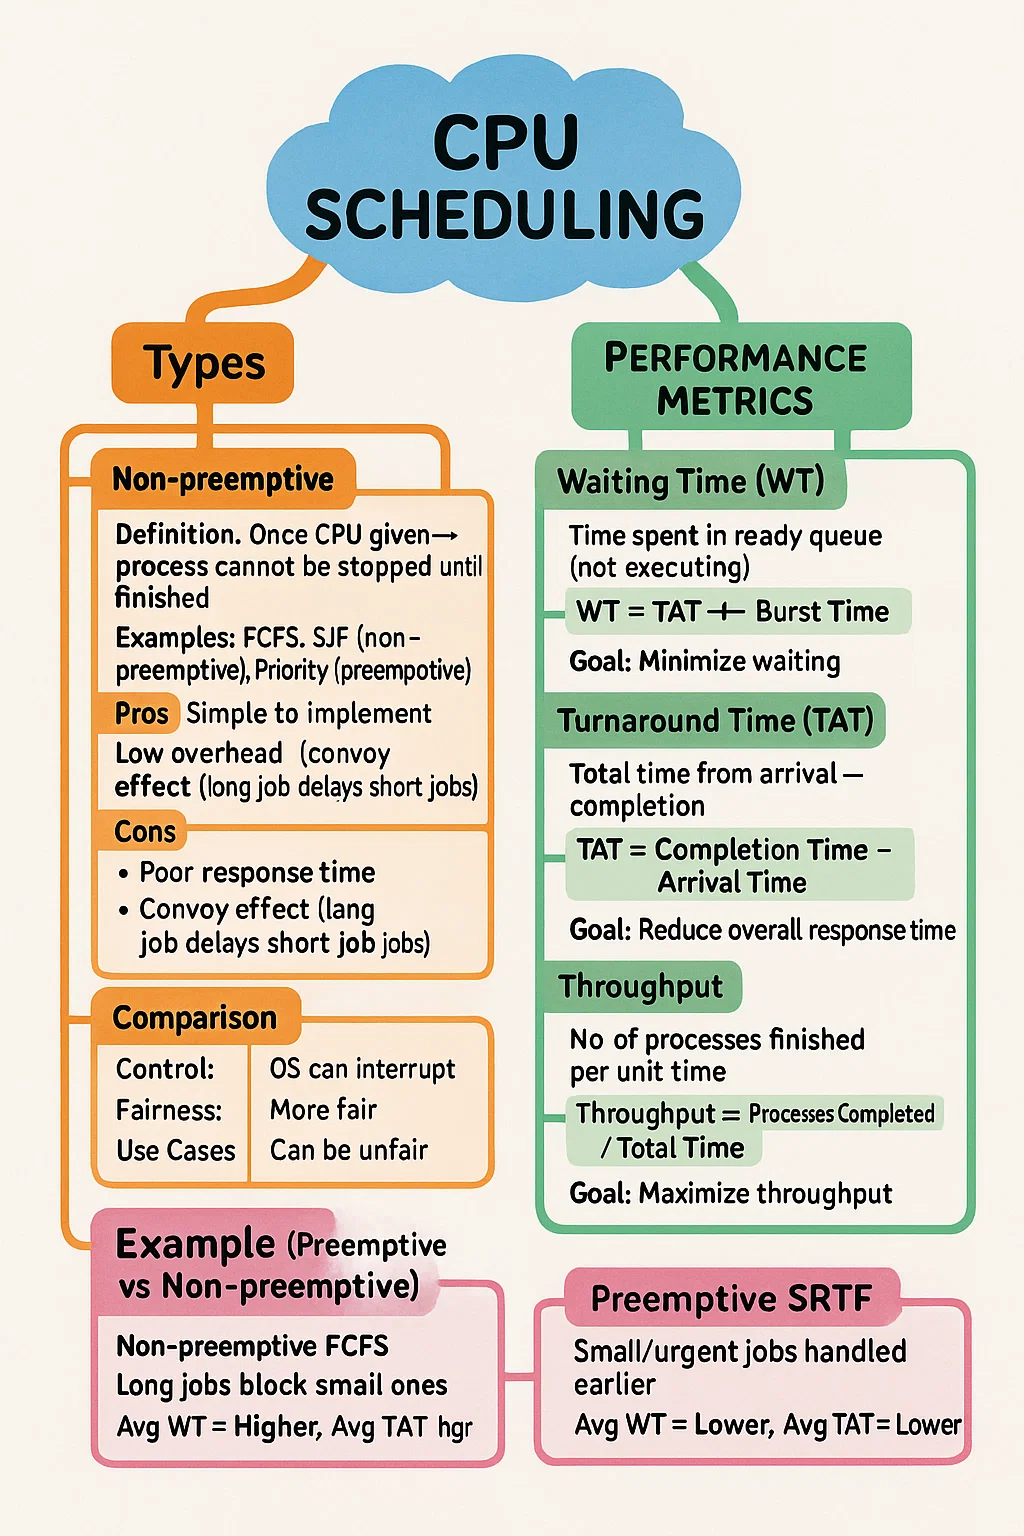 CPU
SCHEDULING
Types
Non-preemptive
Definition. Once CPU given→
process cannot be stopped until
finished
Examples: FCFS. SJF (non-
preemptive), Priority (preempotive)
Pros Simple to implement
Low overhead (convoy
effect (long job delays short jobs)
Cons
• Poor response time
• Convoy effect (lang
job delays short job jobs)
Comparison
Control: OS can interrupt
Fairness: More fair
Use Cases Can be unfair
PERFORMANCE
METRICS
Waiting Time (WT)
Time spent in ready queue
(not executing)
WT = TAT + Burst Time
Goal: Minimize waiting
Turnaround Time (TAT)
Total time from arrival —
completion
TAT = Completion Time –
Arrival Time
Goal: Reduce overall response time
Throughput
No of processes finished
per unit time
Throughput = Processes Completed
/ Total Time
Goal: Maximize throughput
Example (Preemptive
vs Non-preemptive)
Non-preemptive FCFS
Long jobs block smail ones
Avg WT = Higher, Avg TAT hgr
Preemptive SRTF
Small/urgent jobs handled
earlier
Avg WT = Lower, Avg TAT = Lower